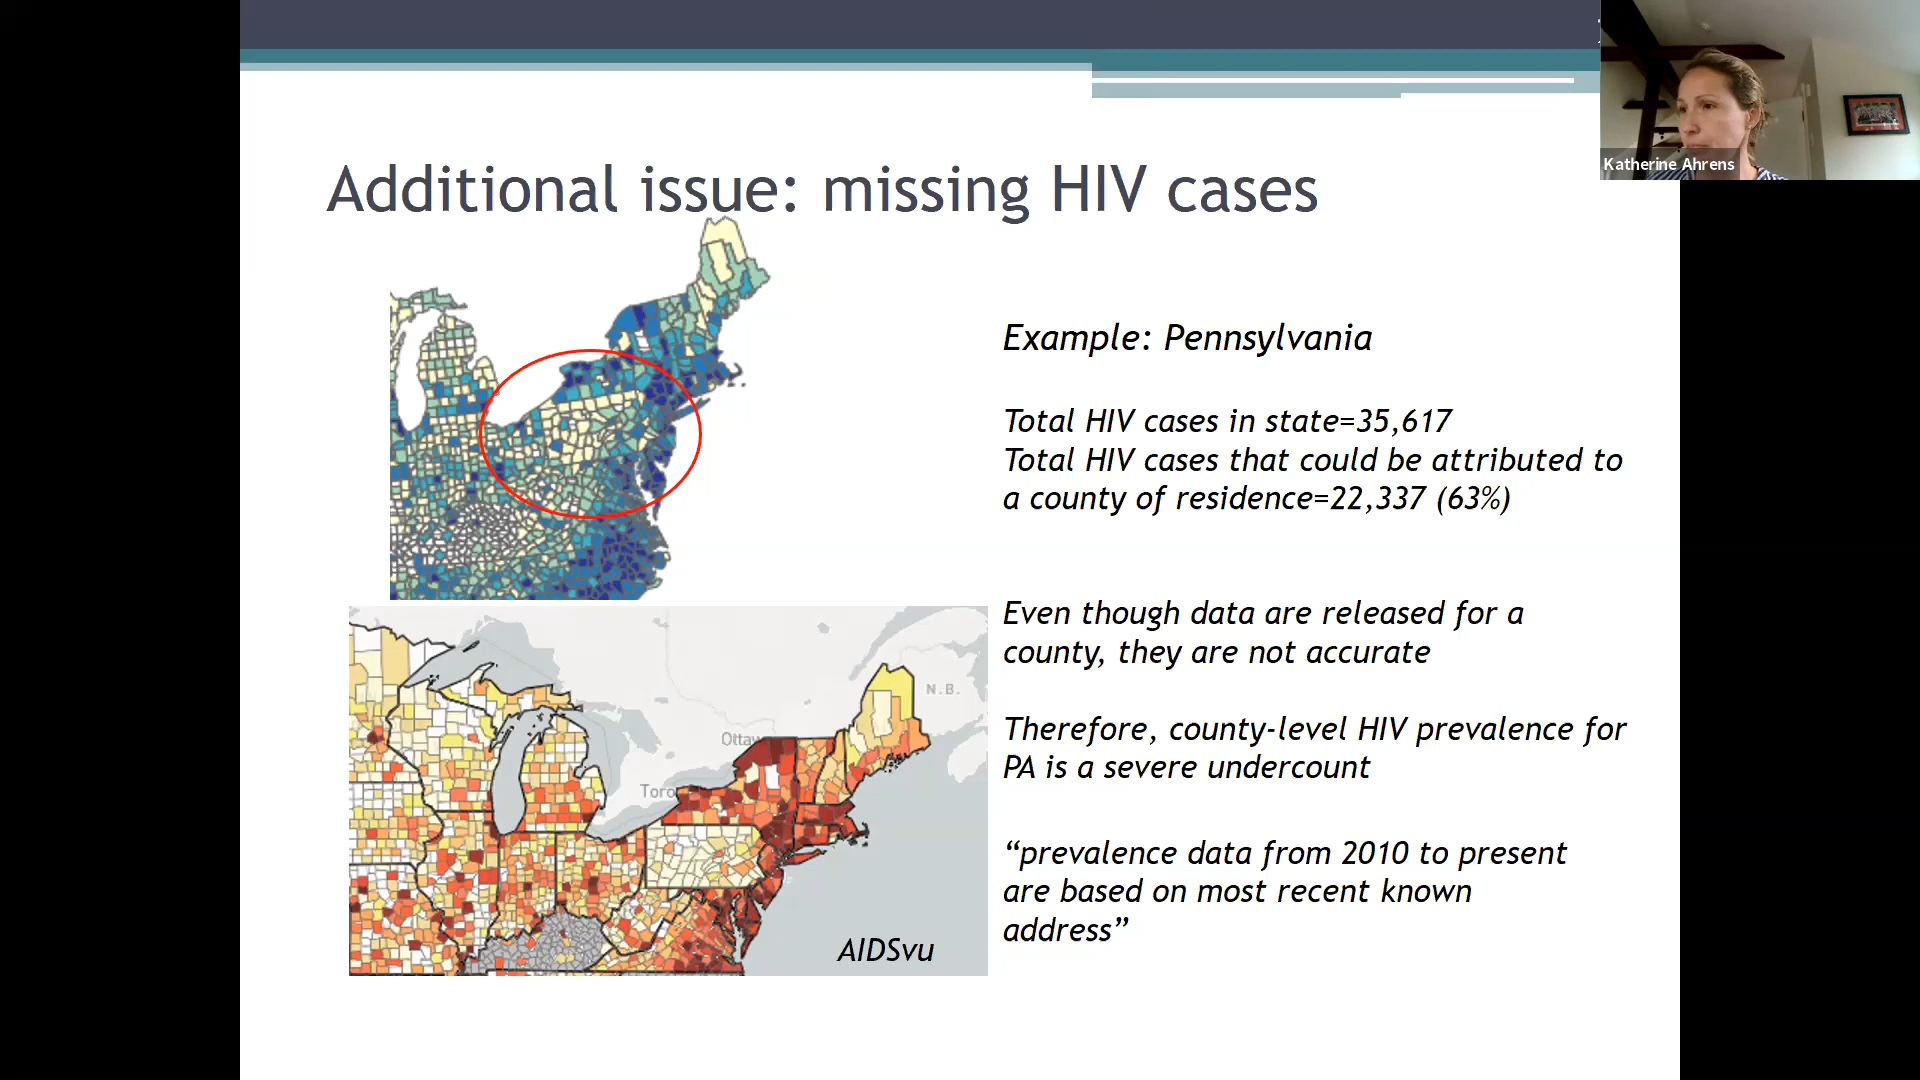 Katherine Ahrens
Additional issue: missing HIV cases
Example: Pennsylvania
Total HIV cases in state=35,617
Total HIV cases that could be attributed to
a county of residence=22,337 (63%)
Even though data are released for a
county, they are not accurate
Therefore, county-level HIV prevalence for
PA is a severe undercount
“prevalence data from 2010 to present
are based on most recent known
address”
N.B.
Ottaw
Toro
AIDSvu